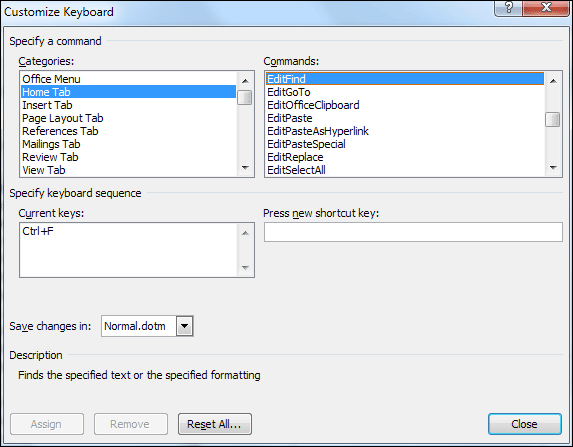 Customize Keyboard
Specify a command
Categories:
Commands:
Office Menu
Home Tab
Insert Tab
Page Layout Tab
References Tab
Mailings Tab
Review Tab
View Tab
EditFind
EditGoTo
EditOfficeClipboard
EditPaste
EditPasteAsHyperlink
EditPasteSpecial
EditReplace
EditSelectAll
Specify keyboard sequence
Current keys:
Press new shortcut key:
Ctrl+F
Save changes in: Normal.dotm
Description
Finds the specified text or the specified formatting
Assign Remove Reset All... Close